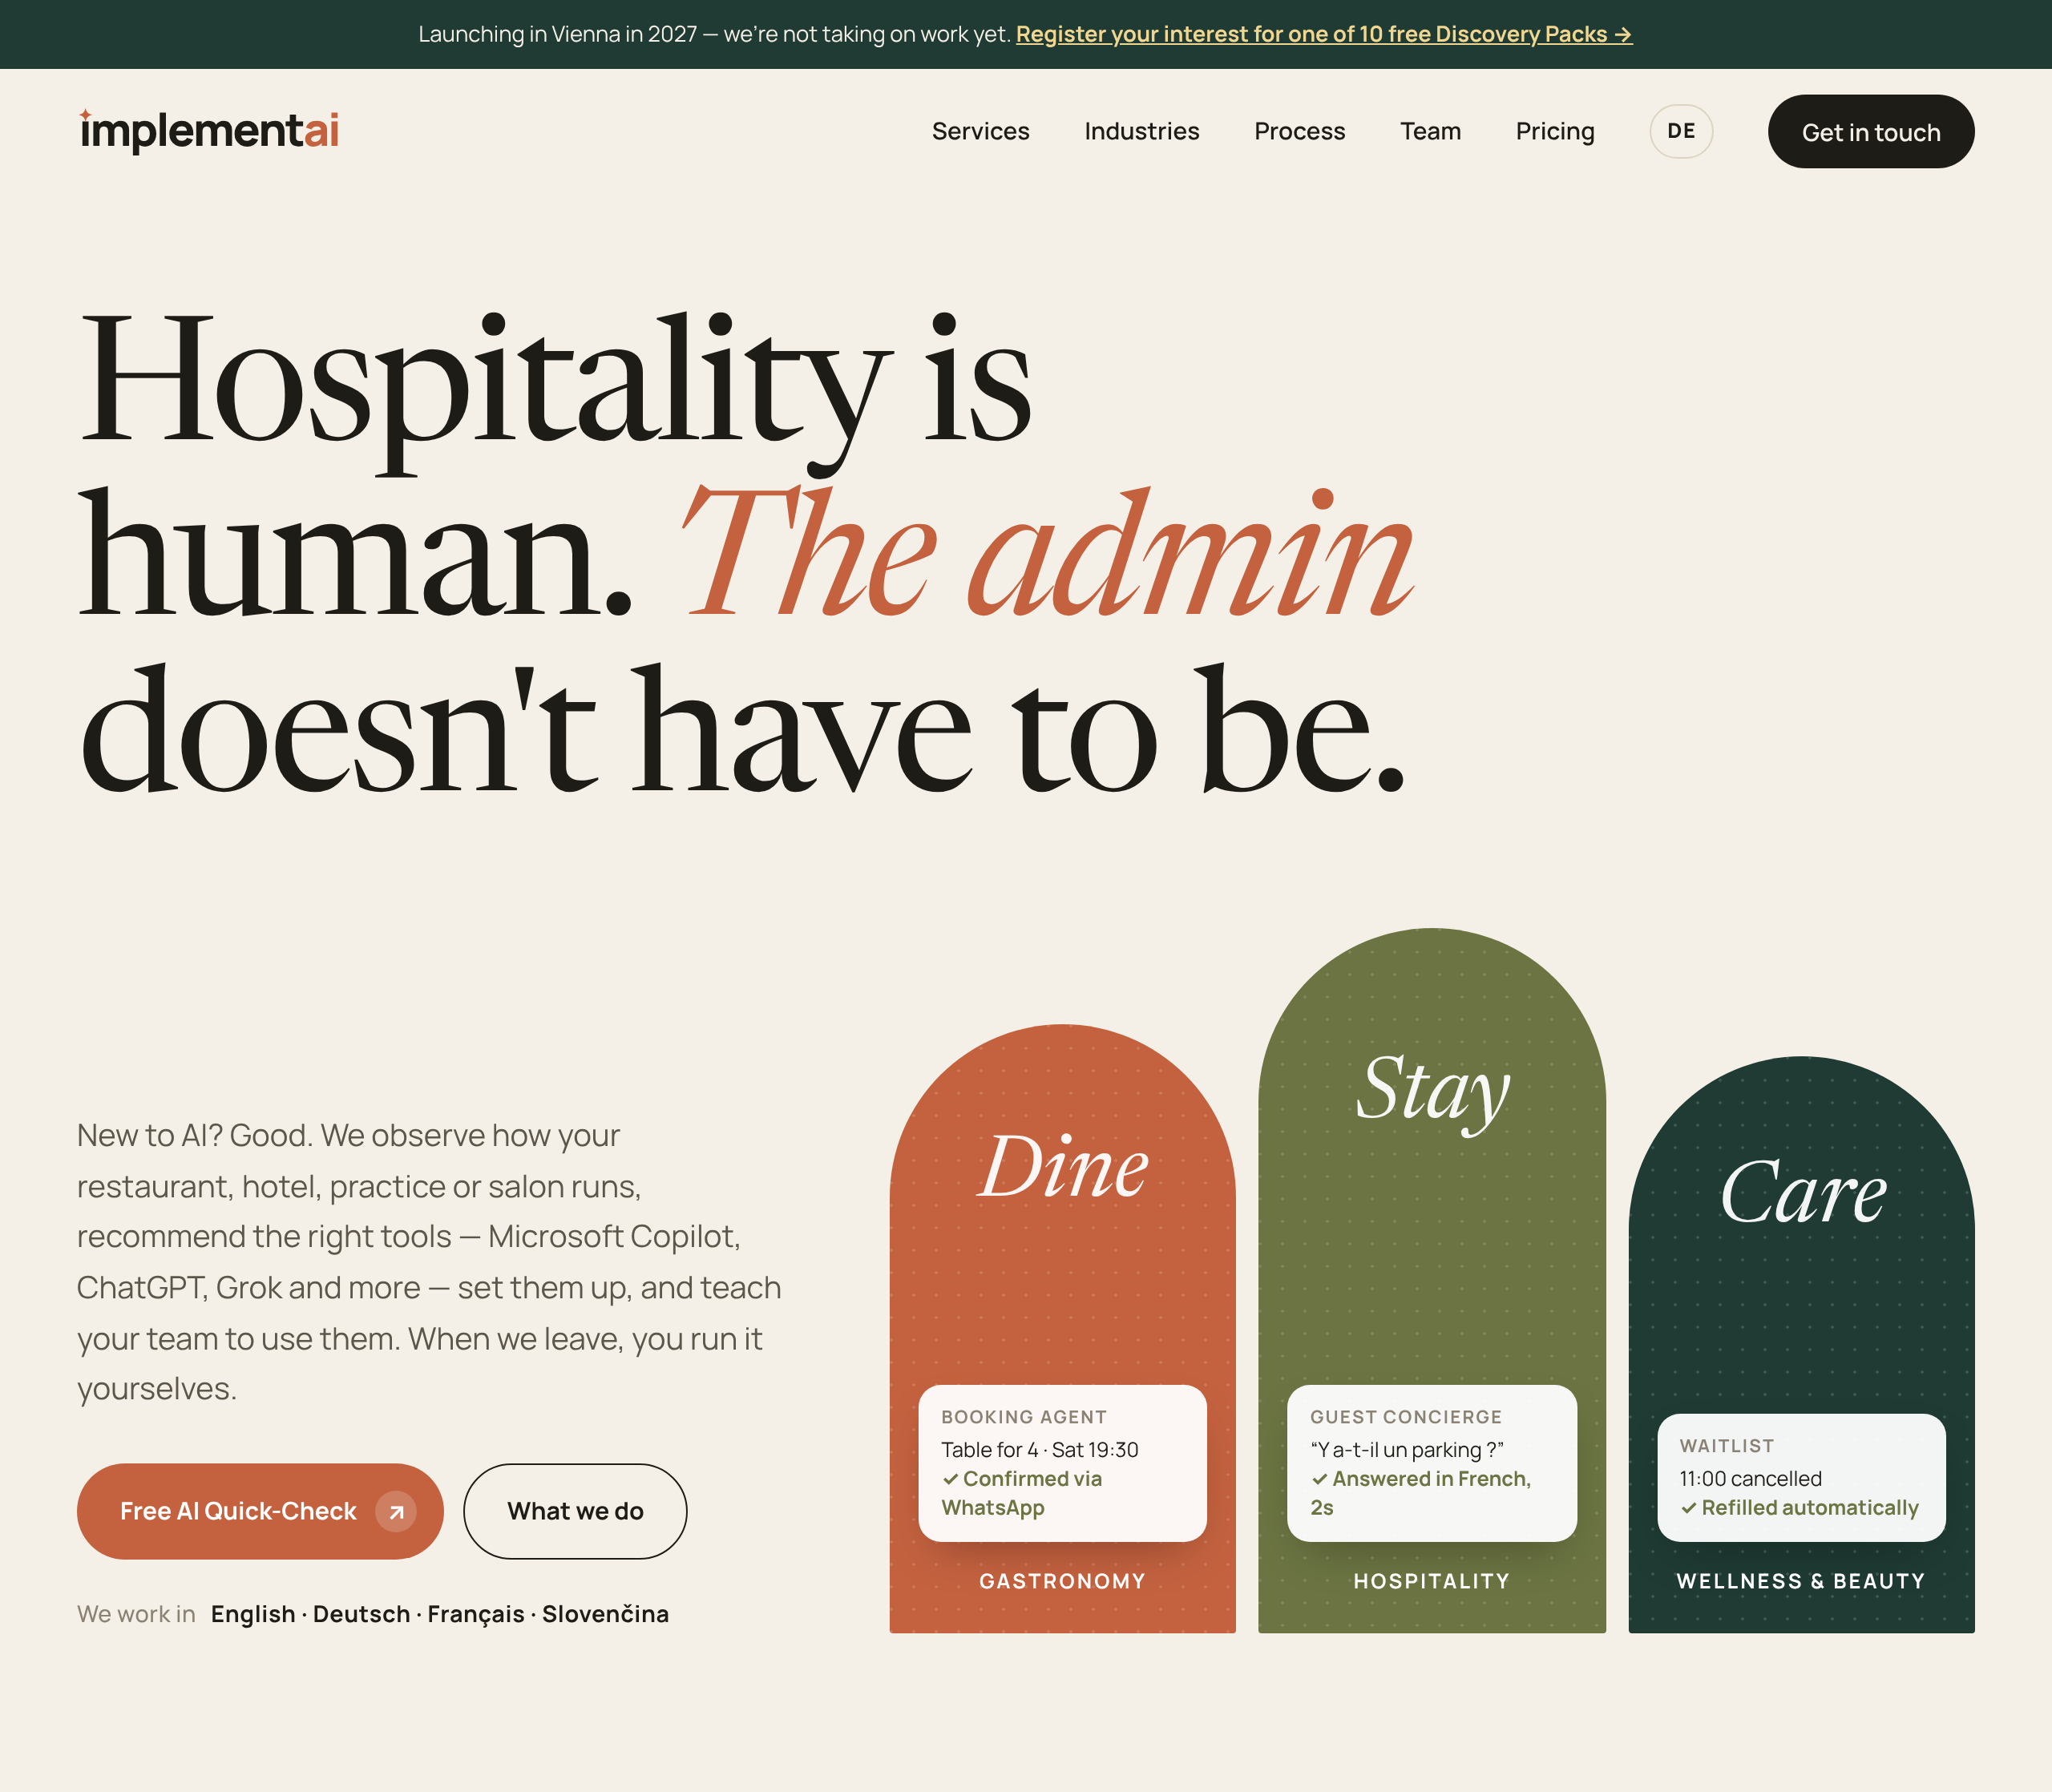 Launching in Vienna in 2027 — we're not taking on work yet. Register your interest for one of 10 free Discovery Packs →
implementai
Services
Industries
Process
Team
Pricing
DE
Get in touch
Hospitality is
human. The admin
doesn't have to be.
New to AI? Good. We observe how your
restaurant, hotel, practice or salon runs,
recommend the right tools — Microsoft Copilot,
ChatGPT, Grok and more — set them up, and teach
your team to use them. When we leave, you run it
yourselves.
Free AI Quick-Check
What we do
We work in English · Deutsch · Français · Slovenčina
Dine
BOOKING AGENT
Table for 4 · Sat 19:30
✓ Confirmed via
WhatsApp
GASTRONOMY
Stay
GUEST CONCIERGE
“Y a-t-il un parking ?”
✓ Answered in French,
2s
HOSPITALITY
Care
WAITLIST
11:00 cancelled
✓ Refilled automatically
WELLNESS & BEAUTY